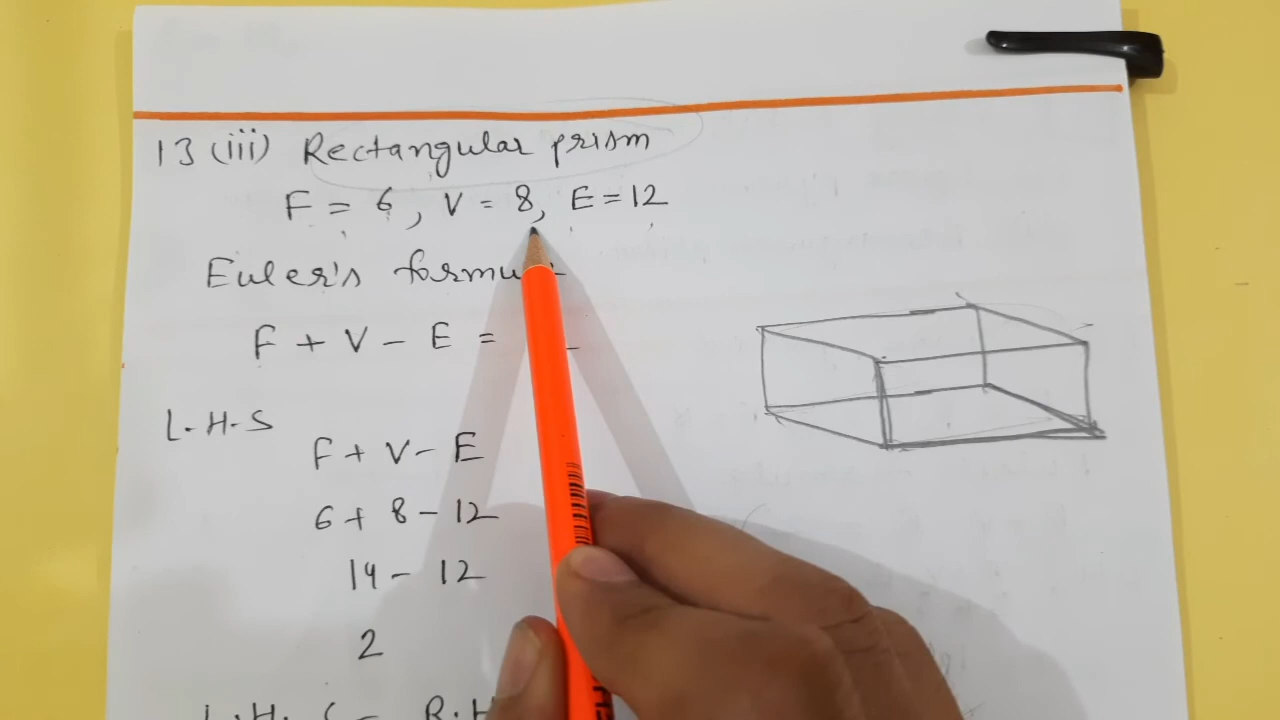 13 (iii) Rectangular prism
F = 6, V = 8, E = 12
Euler's
F + V - E =
L.H.S
F + V - E
6 + 8 - 12
14 - 12
2
L.H.S = R.H